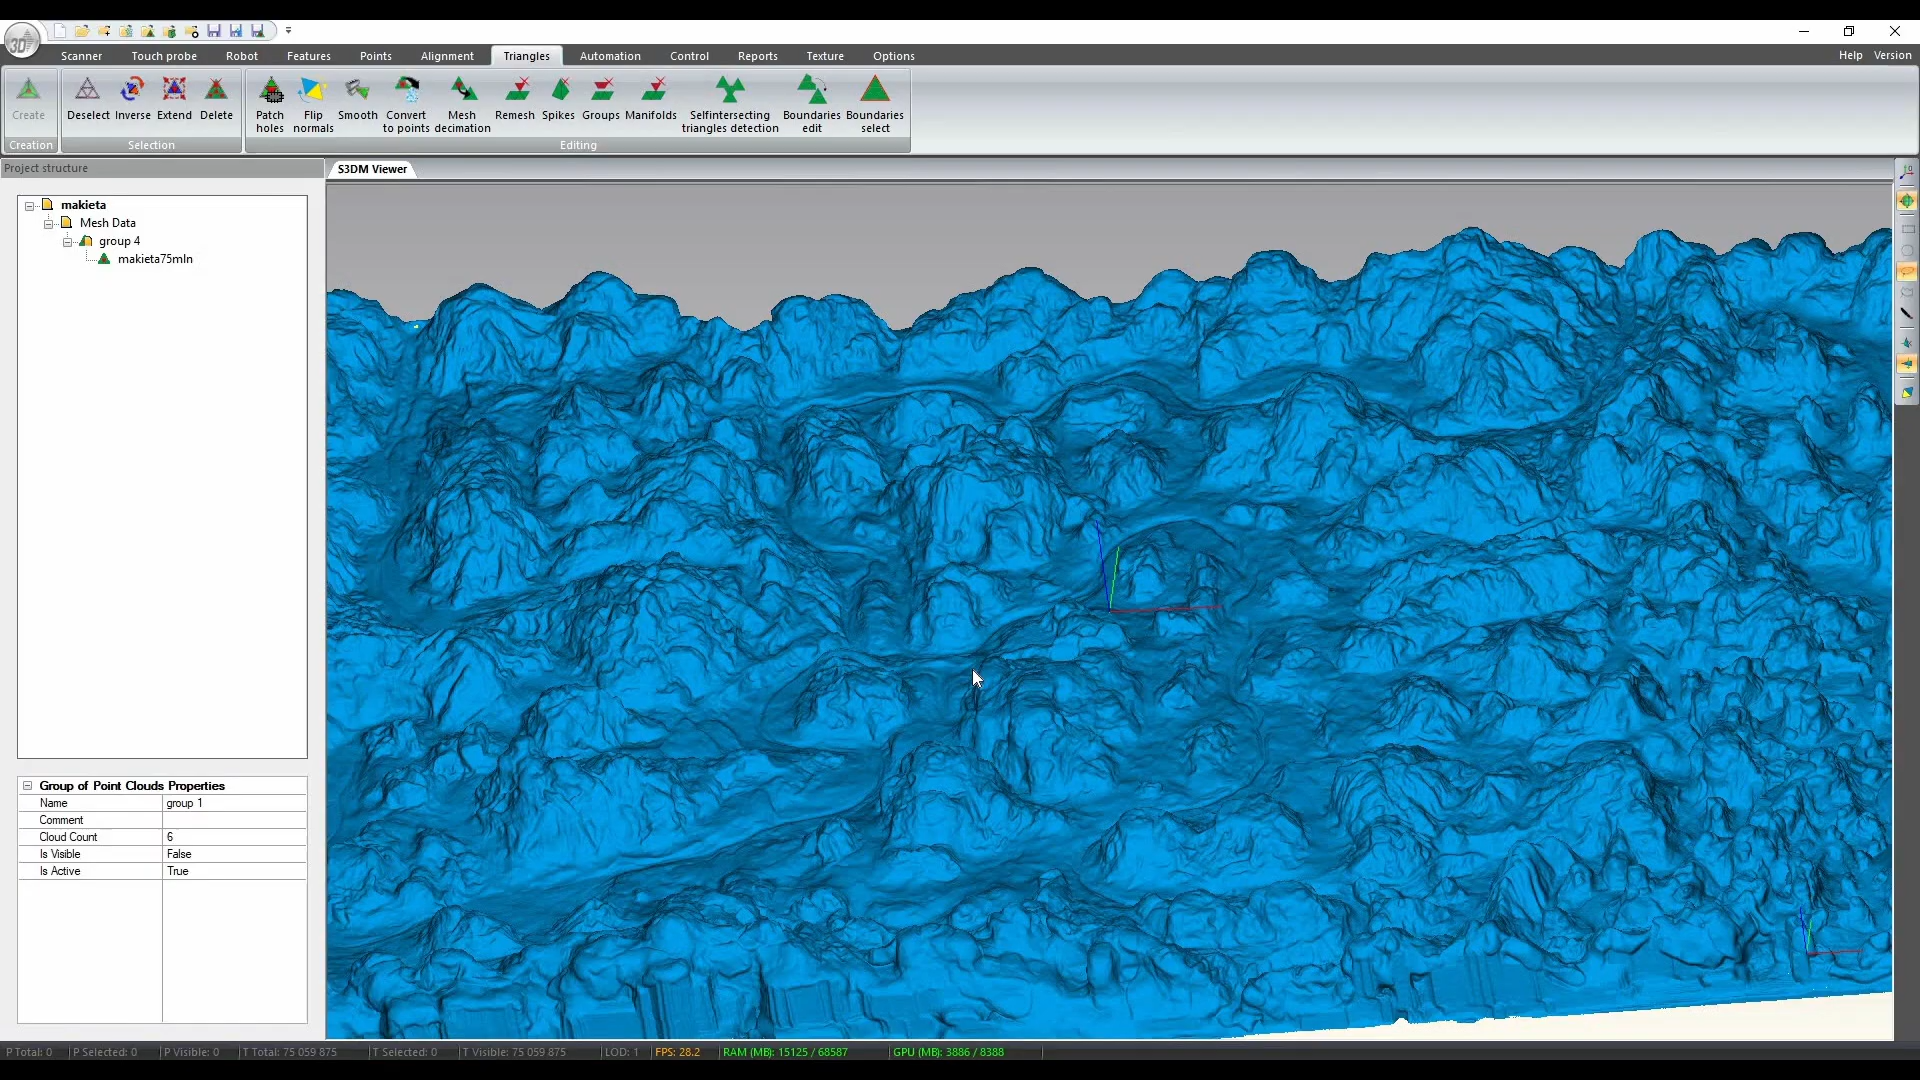 3D
Scanner Touch probe Robot Features Points Alignment Triangles Automation Control Reports Texture Options Help Version
Create Deselect Inverse Extend Delete Patch holes Flip normals Smooth Convert to points Mesh decimation Remesh Spikes Groups Manifolds Selfintersecting triangles detection Boundaries edit Boundaries select
Creation Selection Editing
Project structure
S3DM Viewer
makieta
Mesh Data
group 4
makieta75mln
Group of Point Clouds Properties
Name group 1
Comment
Cloud Count 6
Is Visible False
Is Active True
P Total: 0 P Selected: 0 P Visible: 0 T Total: 75 059 875 T Selected: 0 T Visible: 75 059 875 LOD: 1 FPS: 28.2 RAM (MB): 15125 / 68587 GPU (MB): 3886 / 8388